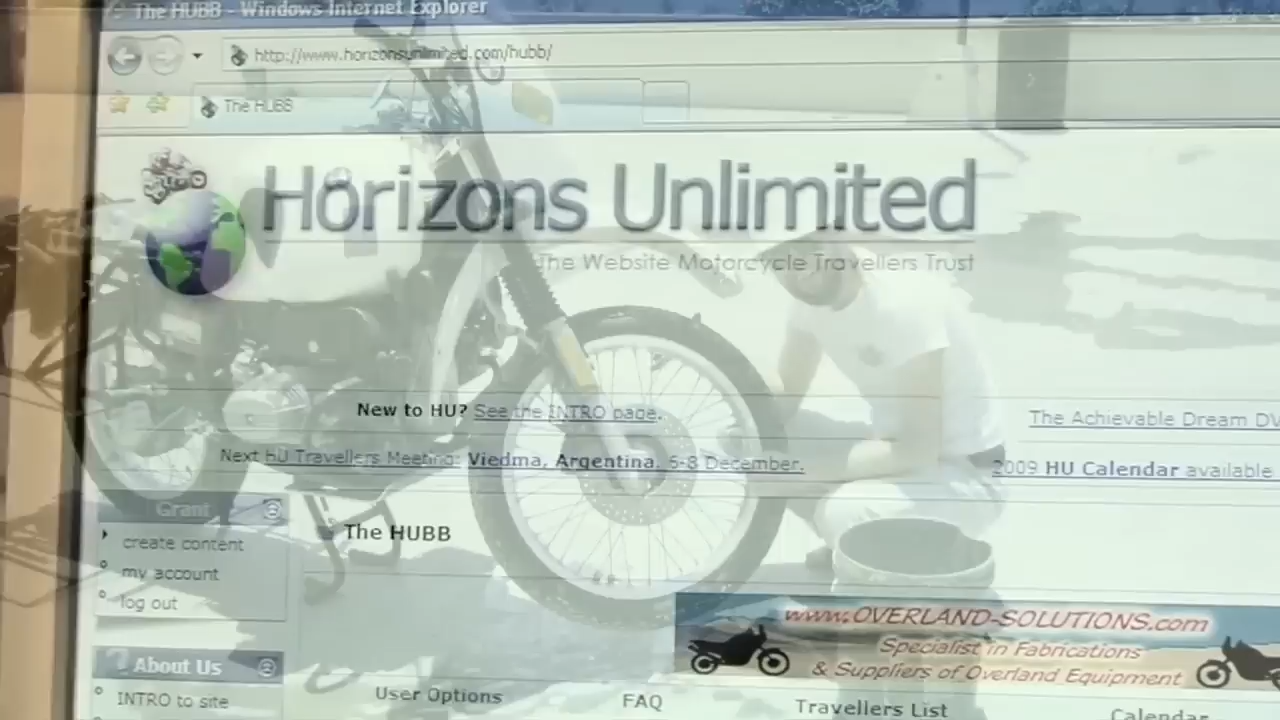 The HUBB - Windows Internet Explorer
http://www.horizonsunlimited.com/hubb/
The HUBB
Horizons Unlimited
The Website Motorcycle Travellers Trust
New to HU? See the INTRO page.
The Achievable Dream DV
Next HU Travellers Meeting: Viedma, Argentina, 5-8 December.
2009 HU Calendar available
Grant
create content
my account
log out
The HUBB
www.OVERLAND-SOLUTIONS.com
Specialist in Fabrications
& Suppliers of Overland Equipment
About Us
INTRO to site
User Options
FAQ
Travellers List
Calendar